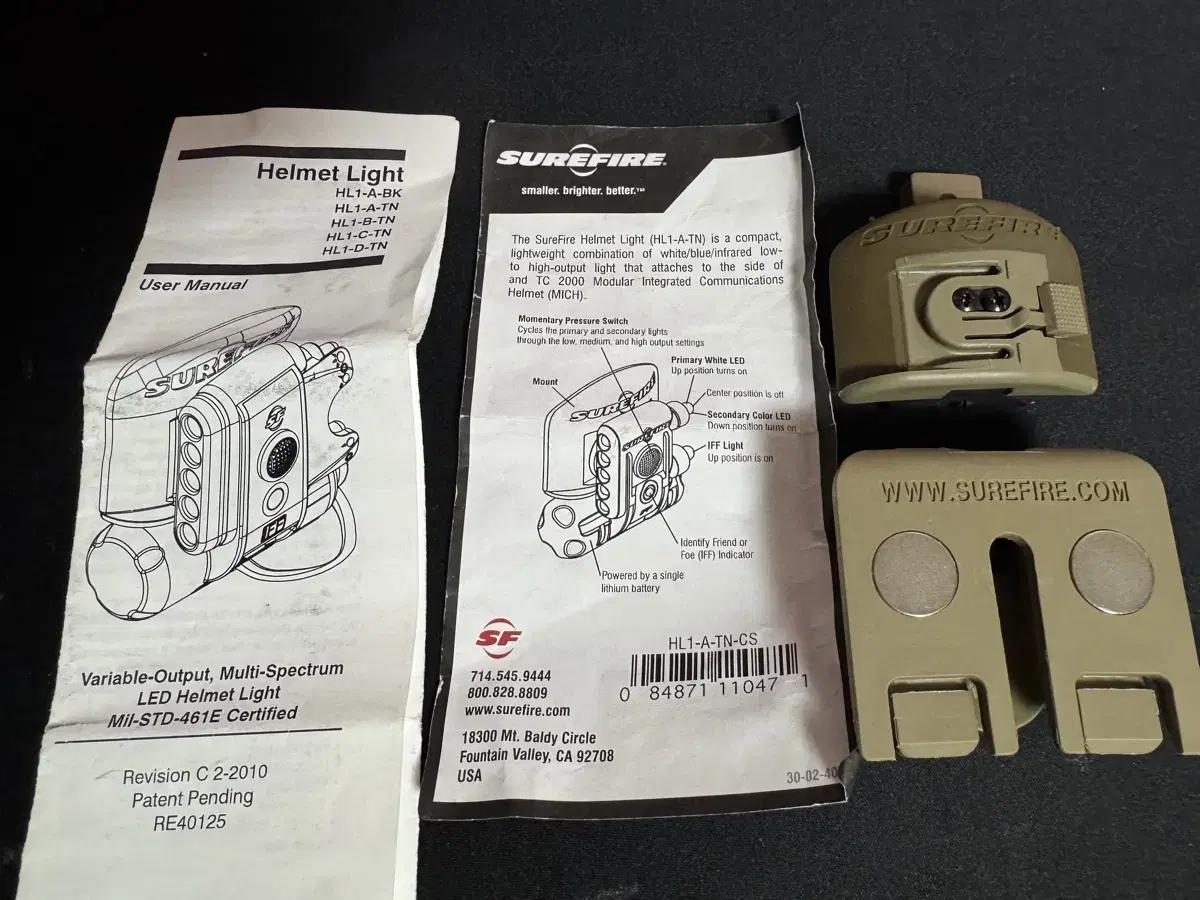 Helmet Light
HL1-A-BK
HL1-A-TN
HL1-B-TN
HL1-C-TN
HL1-D-TN
User Manual
SUREFIRE
SF
IFF
Variable-Output, Multi-Spectrum
LED Helmet Light
Mil-STD-461E Certified
Revision C 2-2010
Patent Pending
RE40125
SUREFIRE
smaller. brighter. better.™
The SureFire Helmet Light (HL1-A-TN) is a compact,
lightweight combination of white/blue/infrared low-
to high-output light that attaches to the side of
and TC 2000 Modular Integrated Communications
Helmet (MICH).
Momentary Pressure Switch
Cycles the primary and secondary lights
through the low, medium, and high output settings
Primary White LED
Up position turns on
Mount
Center position is off
Secondary Color LED
Down position turns on
IFF Light
Up position is on
SUREFIRE
Identify Friend or
Foe (IFF) Indicator
Powered by a single
lithium battery
SF
714.545.9444
800.828.8809
www.surefire.com
18300 Mt. Baldy Circle
Fountain Valley, CA 92708
USA
HL1-A-TN-CS
0 84871 11047 1
30-02-40
SUREFIRE
WWW.SUREFIRE.COM